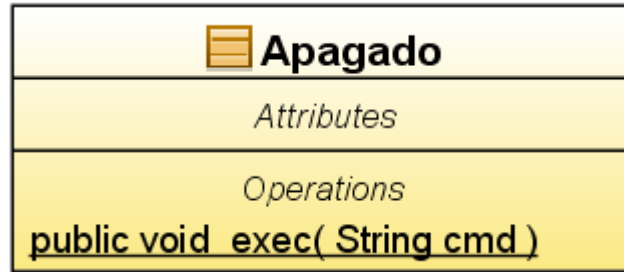 Apagado
Attributes
Operations
public void exec( String cmd )